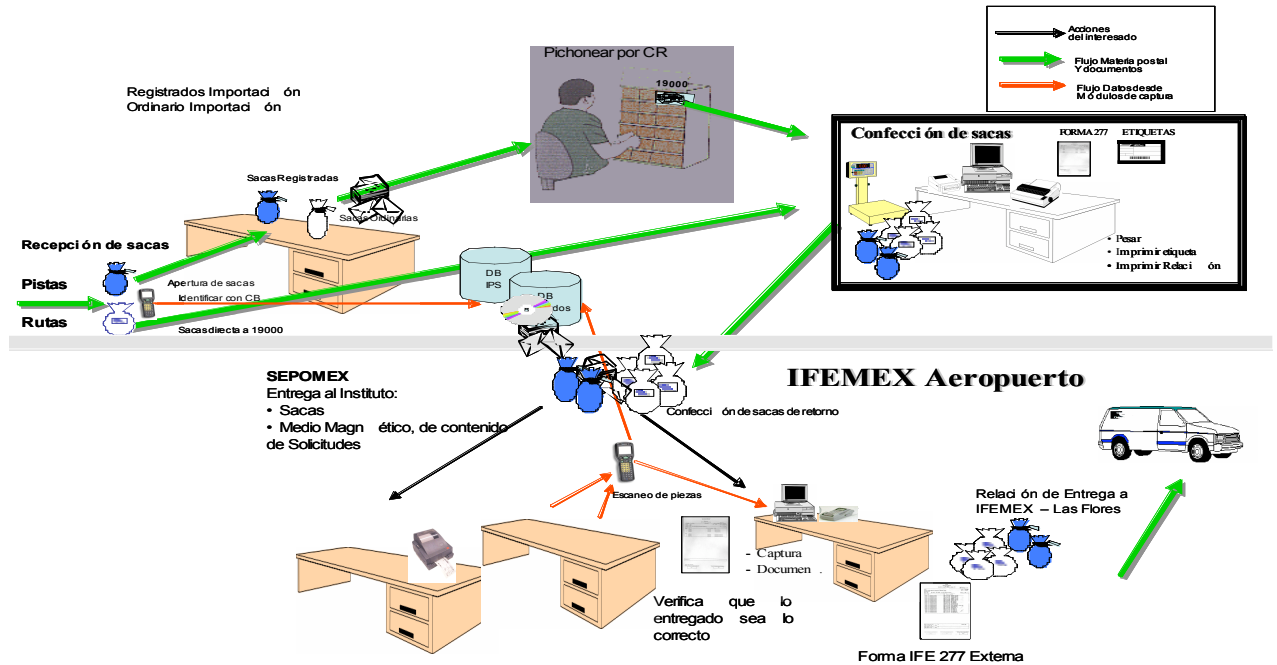 Acciones
del interesado
Flujo Materia postal
Y documentos
Flujo Datos desde
M ó dulos de captura
Pichonear por CR
19000
Registrados Importaci ón
Ordinario Importaci ón
Sacas Registradas
Sacas Ordinarias
Recepci ón de sacas
Pistas
Rutas
Apertura de sacas
Identificar con CB
Sacas directa a 19000
DB
IPS
DB
dos
Confecci ón de sacas
FORMA 277
ETIQUETAS
• Pesar
• Imprimir etiqueta
• Imprimir Relaci ón
SEPOMEX
Entrega al Instituto:
• Sacas
• Medio Magn ético, de contenido
de Solicitudes
IFEMEX Aeropuerto
Confecci ón de sacas de retorno
Escaneo de piezas
- Captura
- Documen .
Verifica que lo
entregado sea lo
correcto
Relaci ón de Entrega a
IFEMEX – Las Flores
Forma IFE 277 Externa